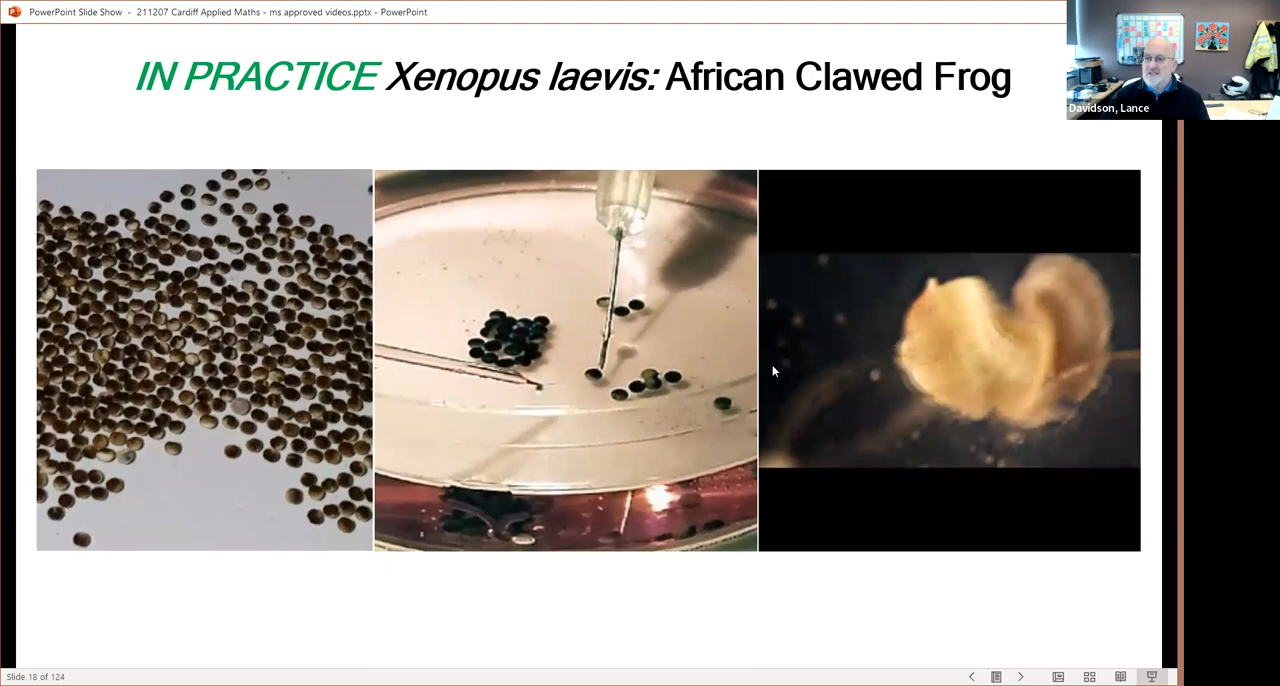 PowerPoint Slide Show - 211207 Cardiff Applied Maths - ms approved videos.pptx - PowerPoint
IN PRACTICE Xenopus laevis: African Clawed Frog
Davidson, Lance
Slide 18 of 124